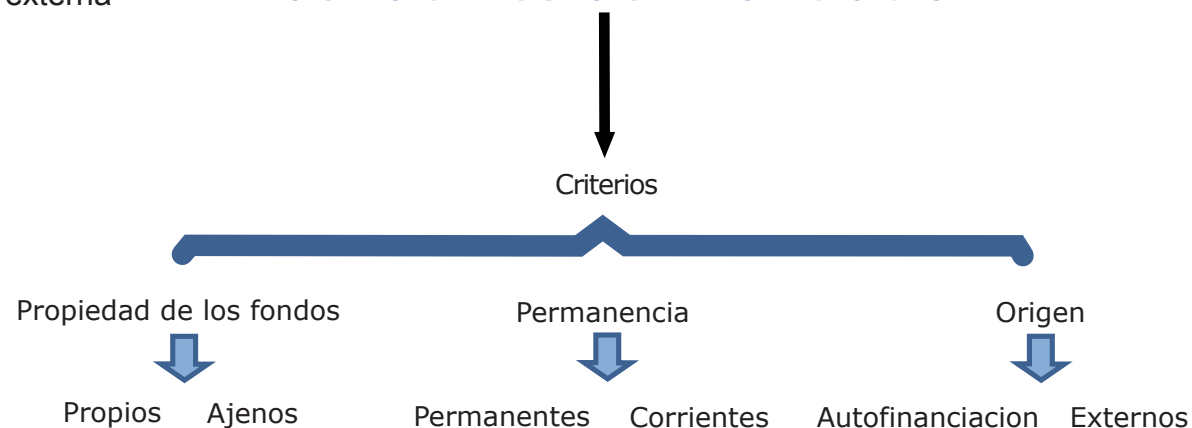 externa
Criterios
Propiedad de los fondos Permanencia Origen
Propios Ajenos Permanentes Corrientes Autofinanciacion Externos